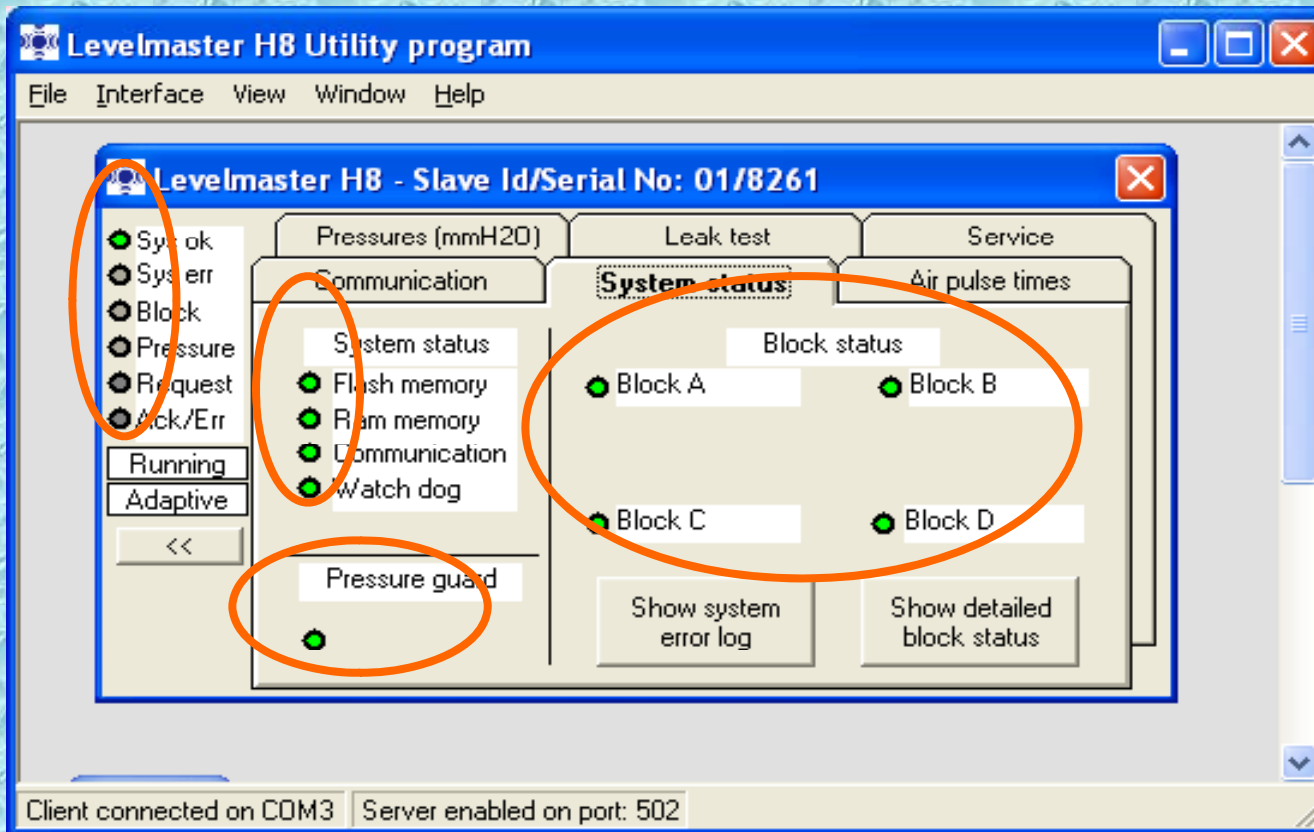 Levelmaster H8 Utility program
File Interface View Window Help
Levelmaster H8 - Slave Id/Serial No: 01/8261
Sys ok
Sys err
Block
Pressure
Request
Ack/Err
Running
Adaptive
<<
Pressures (mmH2O) Leak test Service
Communication System status Air pulse times
System status
Flash memory
Ram memory
Communication
Watch dog
Pressure guard
Block status
Block A Block B
Block C Block D
Show system
error log
Show detailed
block status
Client connected on COM3 Server enabled on port: 502